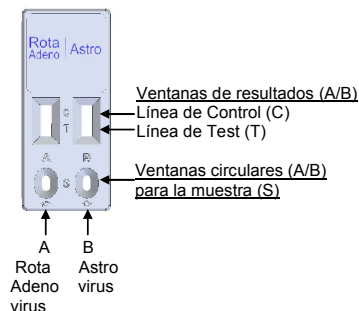 Rota
Adeno
Astro
Ventanas de resultados (A/B)
C
Línea de Control (C)
T
Línea de Test (T)
A B
Ventanas circulares (A/B)
S
para la muestra (S)
A B
Rota Astro
Adeno virus
virus